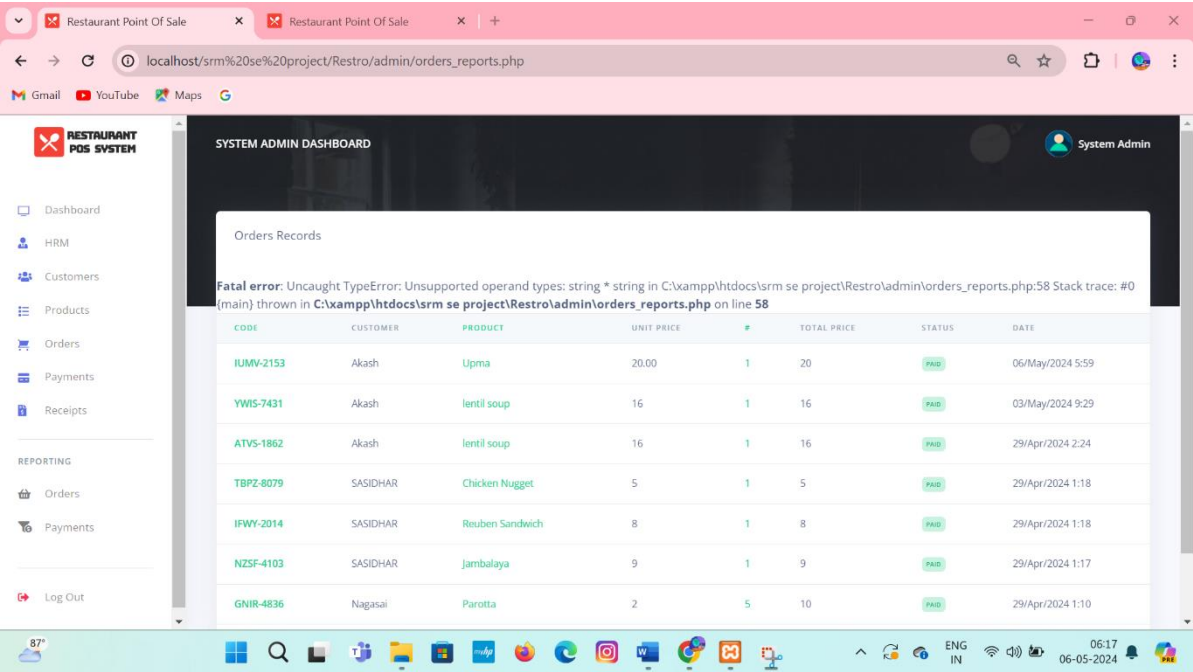 Restaurant Point Of Sale
Restaurant Point Of Sale
localhost/srm%20se%20project/Restro/admin/orders_reports.php
Gmail YouTube Maps
RESTAURANT
POS SYSTEM
SYSTEM ADMIN DASHBOARD
System Admin
Dashboard
HRM
Customers
Products
Orders
Payments
Receipts
REPORTING
Orders
Payments
Log Out
Orders Records
Fatal error: Uncaught TypeError: Unsupported operand types: string * string in C:\xampp\htdocs\srm se project\Restro\admin\orders_reports.php:58 Stack trace: #0
{main} thrown in C:\xampp\htdocs\srm se project\Restro\admin\orders_reports.php on line 58
CODE CUSTOMER PRODUCT UNIT PRICE # TOTAL PRICE STATUS DATE
IUMV-2153 Akash Upma 20.00 1 20 PAID 06/May/2024 5:59
YWIS-7431 Akash lentil soup 16 1 16 PAID 03/May/2024 9:29
ATVS-1862 Akash lentil soup 16 1 16 PAID 29/Apr/2024 2:24
TBPZ-8079 SASIDHAR Chicken Nugget 5 1 5 PAID 29/Apr/2024 1:18
IFWY-2014 SASIDHAR Reuben Sandwich 8 1 8 PAID 29/Apr/2024 1:18
NZSF-4103 SASIDHAR Jambalaya 9 1 9 PAID 29/Apr/2024 1:17
GNIR-4836 Nagasai Parotta 2 5 10 PAID 29/Apr/2024 1:10
87°
ENG
IN
06:17
06-05-2024